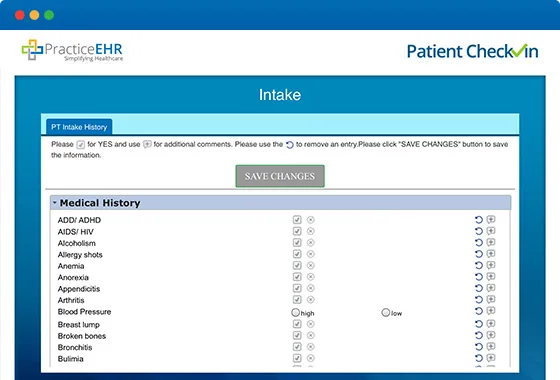 PracticeEHR
Simplifying Healthcare
Patient Checkin
Intake
PT Intake History
Please for YES and use for additional comments. Please use the to remove an entry.Please click "SAVE CHANGES" button to save
the information.
SAVE CHANGES
Medical History
ADD/ ADHD
AIDS/ HIV
Alcoholism
Allergy shots
Anemia
Anorexia
Appendicitis
Arthritis
Blood Pressure high low
Breast lump
Broken bones
Bronchitis
Bulimia